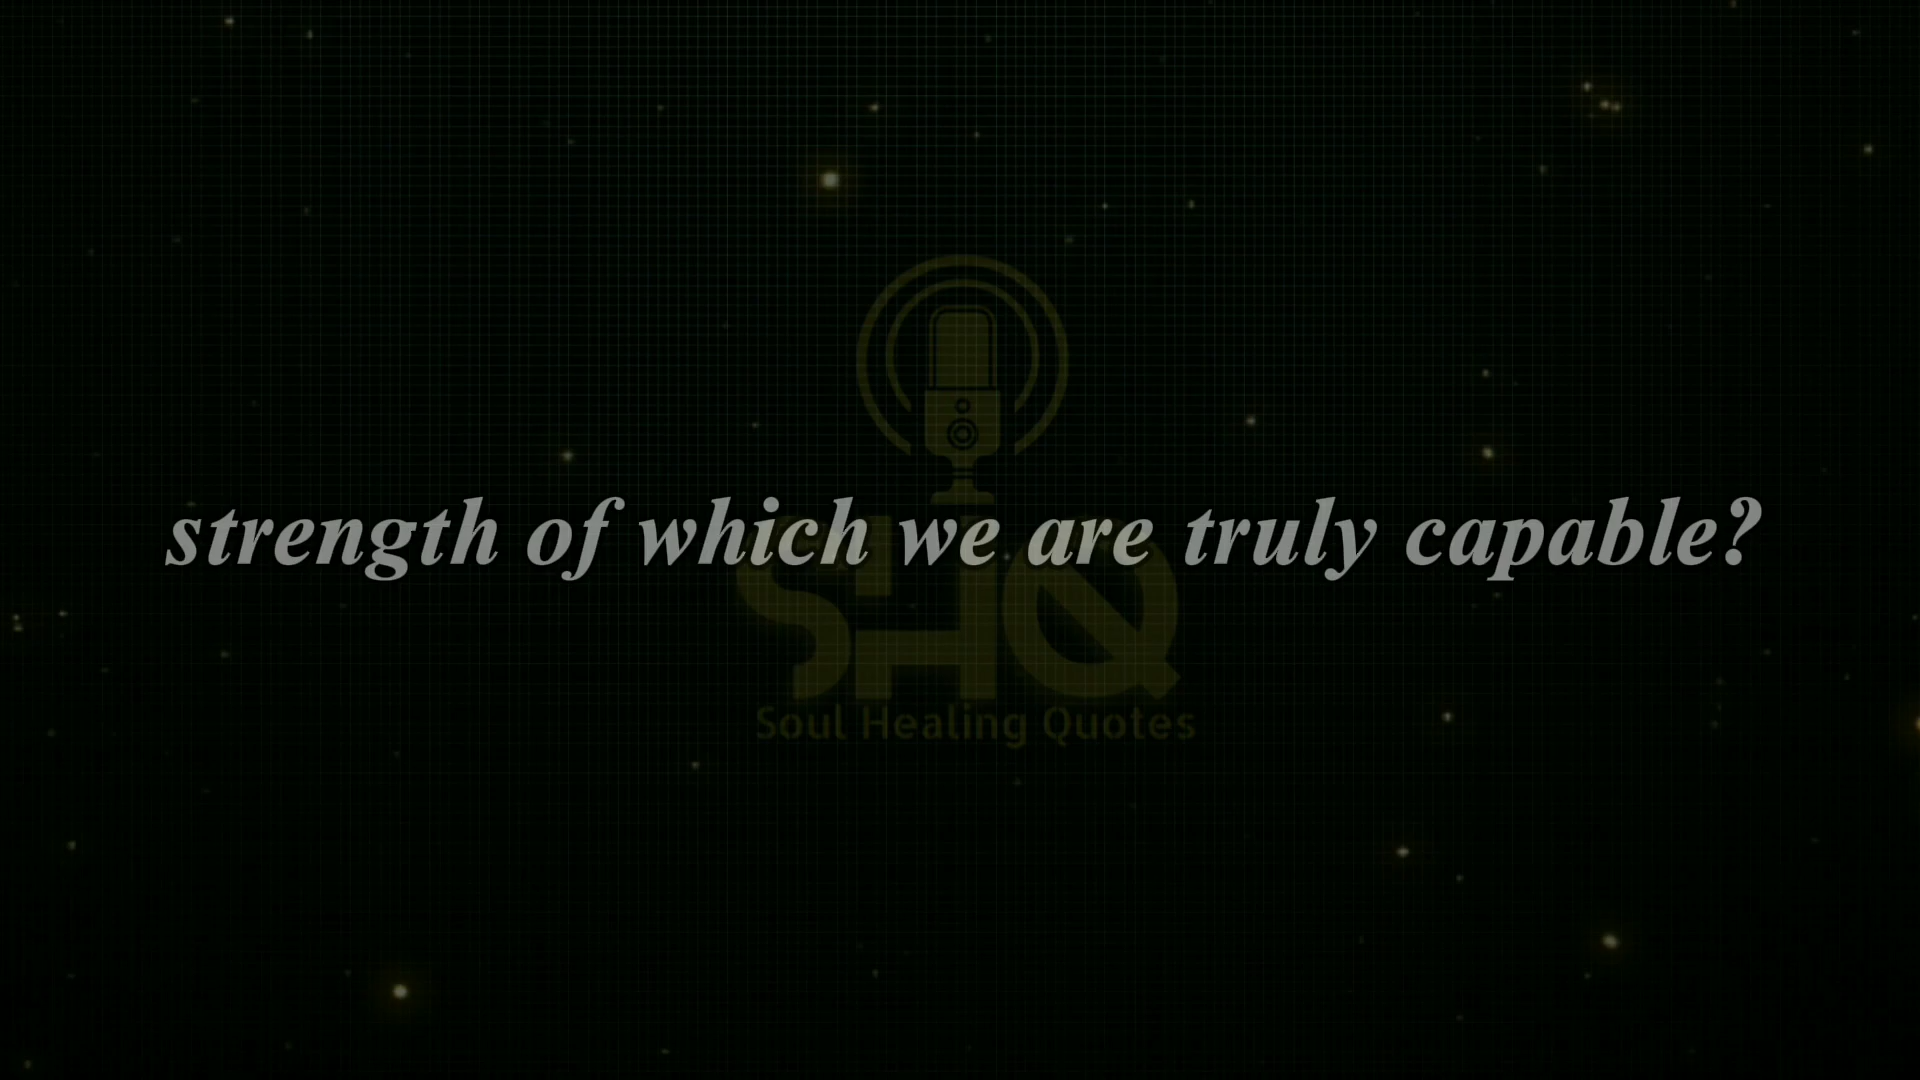 strength of which we are truly capable?
SHQ
Soul Healing Quotes